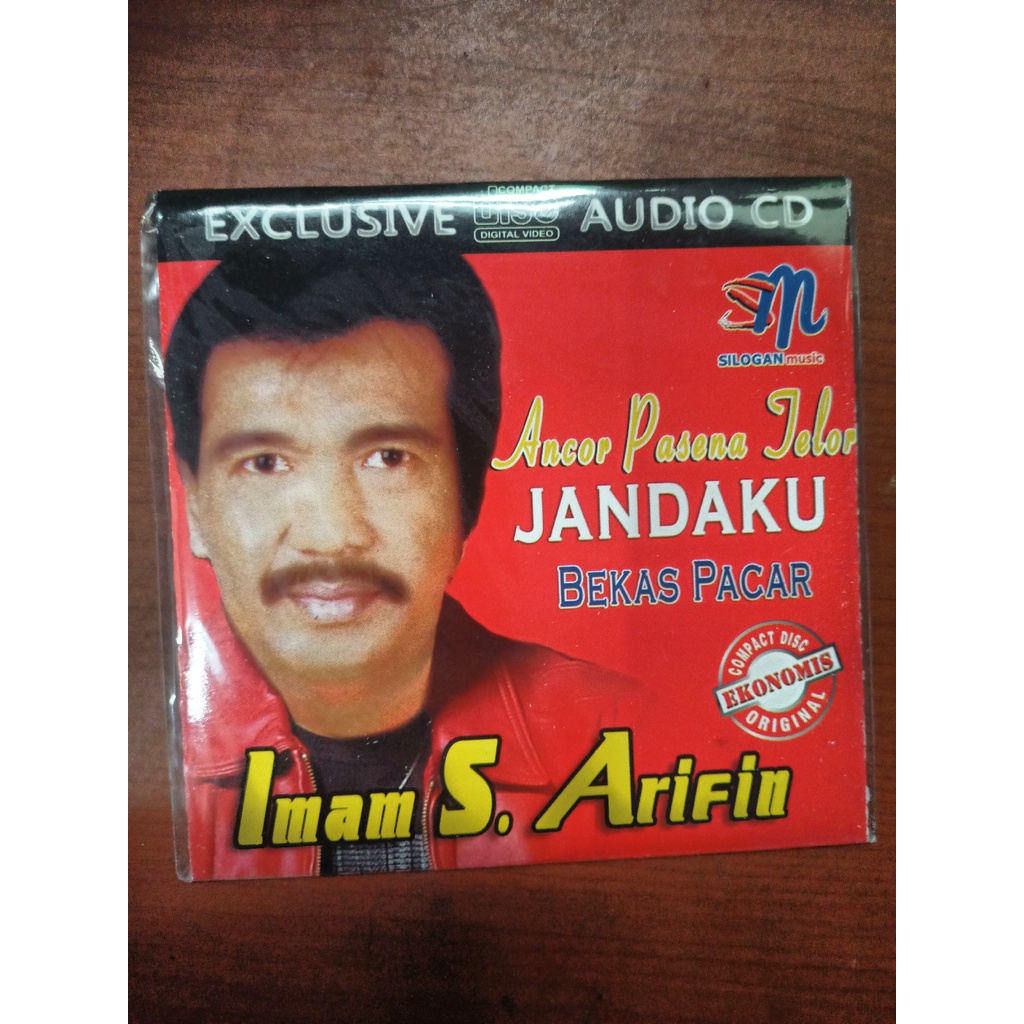 EXCLUSIVE COMPACT DISC DIGITAL VIDEO AUDIO CD
SM
SILOGAN music
Ancor Pasena Telor
JANDAKU
BEKAS PACAR
COMPACT DISC
EKONOMIS
ORIGINAL
Imam S. Arifin